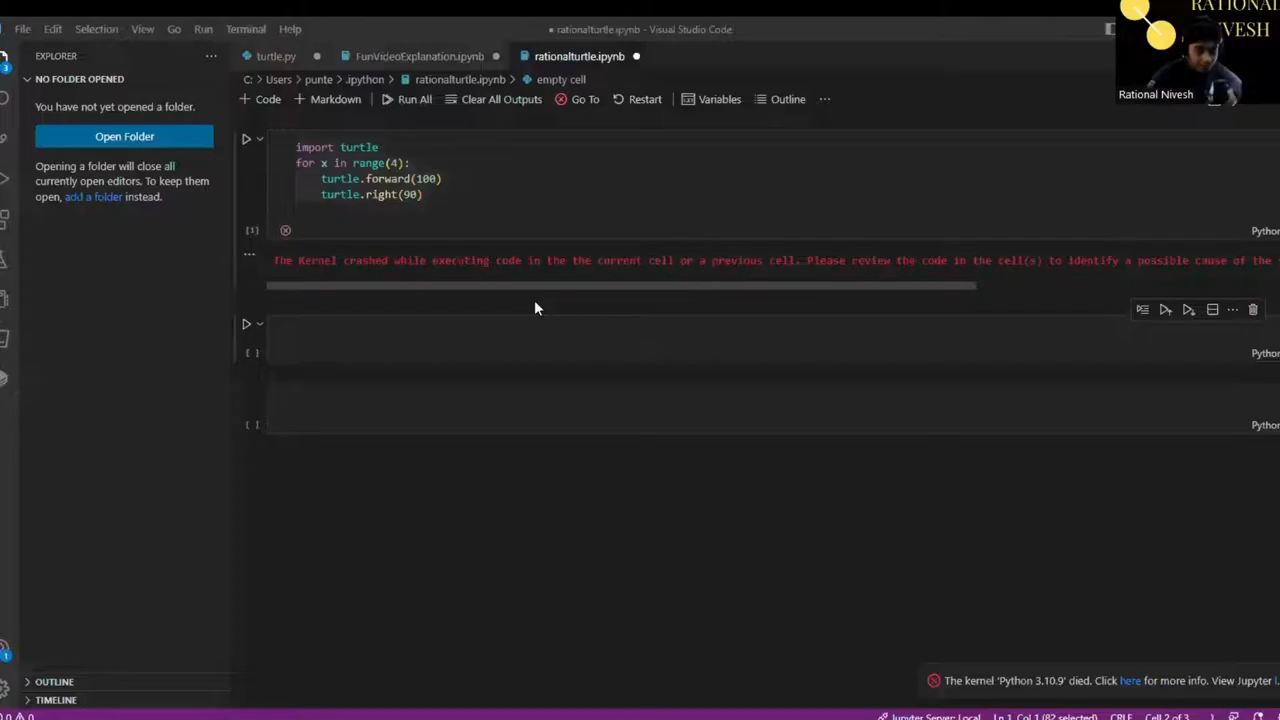 RATIONAL
NIVESH
Rational Nivesh
File Edit Selection View Go Run Terminal Help
rationalturtle.ipynb - Visual Studio Code
EXPLORER
NO FOLDER OPENED
You have not yet opened a folder.
Open Folder
Opening a folder will close all
currently open editors. To keep them
open, add a folder instead.
OUTLINE
TIMELINE
turtle.py FunVideoExplanation.ipynb rationalturtle.ipynb
C: > Users > punte > .ipython > rationalturtle.ipynb > empty cell
+ Code + Markdown Run All Clear All Outputs Go To Restart Variables Outline ...
import turtle
for x in range(4):
turtle.forward(100)
turtle.right(90)
Python
The Kernel crashed while executing code in the the current cell or a previous cell. Please review the code in the cell(s) to identify a possible cause of the
[ ] Python
[ ] Python
The kernel 'Python 3.10.9' died. Click here for more info. View Jupyter
0 0 Jupyter Server: Local Ln 1, Col 1 (82 selected) CRLF Cell 2 of 3
3
1